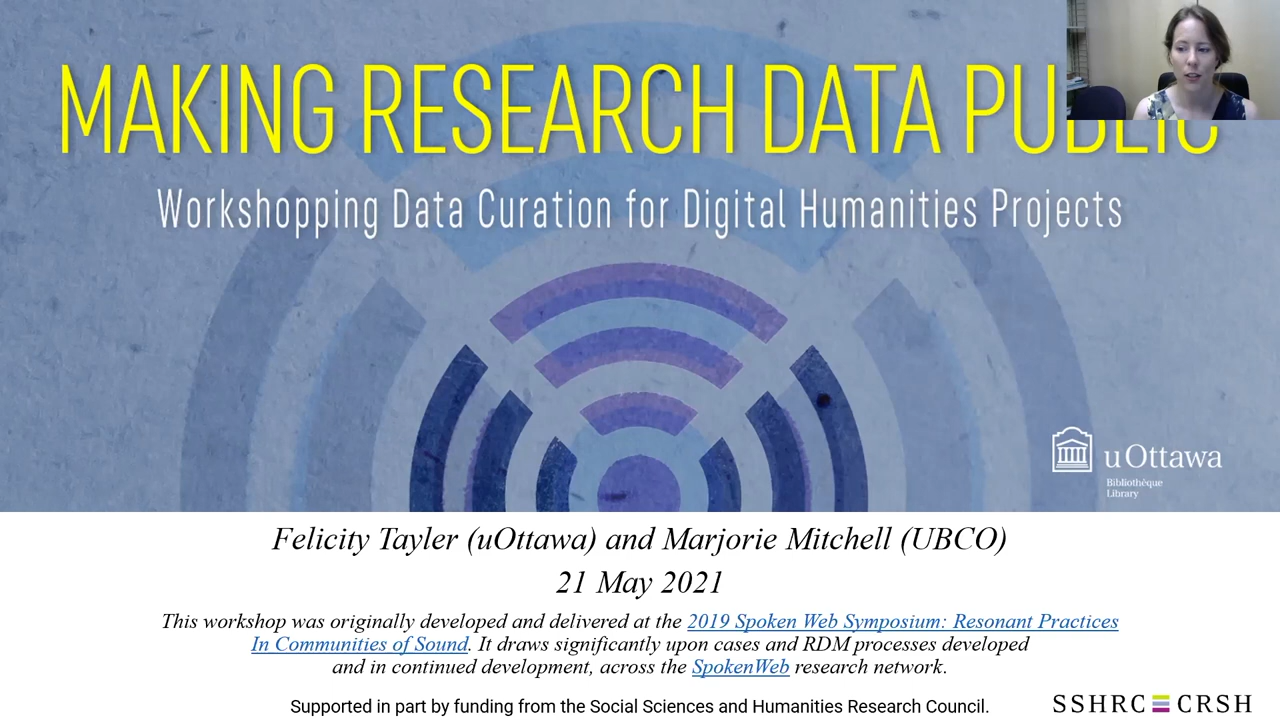 MAKING RESEARCH DATA PUBLIC
Workshopping Data Curation for Digital Humanities Projects
uOttawa
Bibliothèque
Library
Felicity Tayler (uOttawa) and Marjorie Mitchell (UBCO)
21 May 2021
This workshop was originally developed and delivered at the 2019 Spoken Web Symposium: Resonant Practices
In Communities of Sound. It draws significantly upon cases and RDM processes developed
and in continued development, across the SpokenWeb research network.
Supported in part by funding from the Social Sciences and Humanities Research Council.
SSHRC CRSH